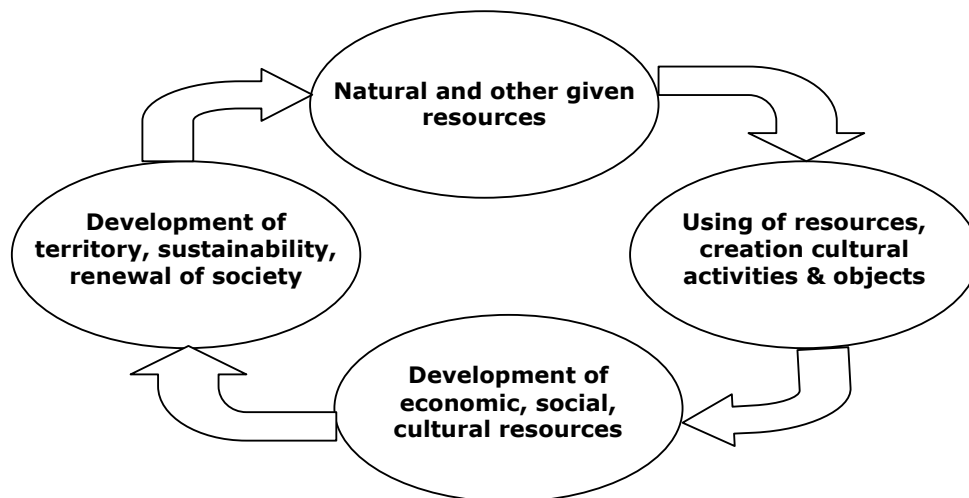 Natural and other given
resources
Using of resources,
creation cultural
activities & objects
Development of
economic, social,
cultural resources
Development of
territory, sustainability,
renewal of society